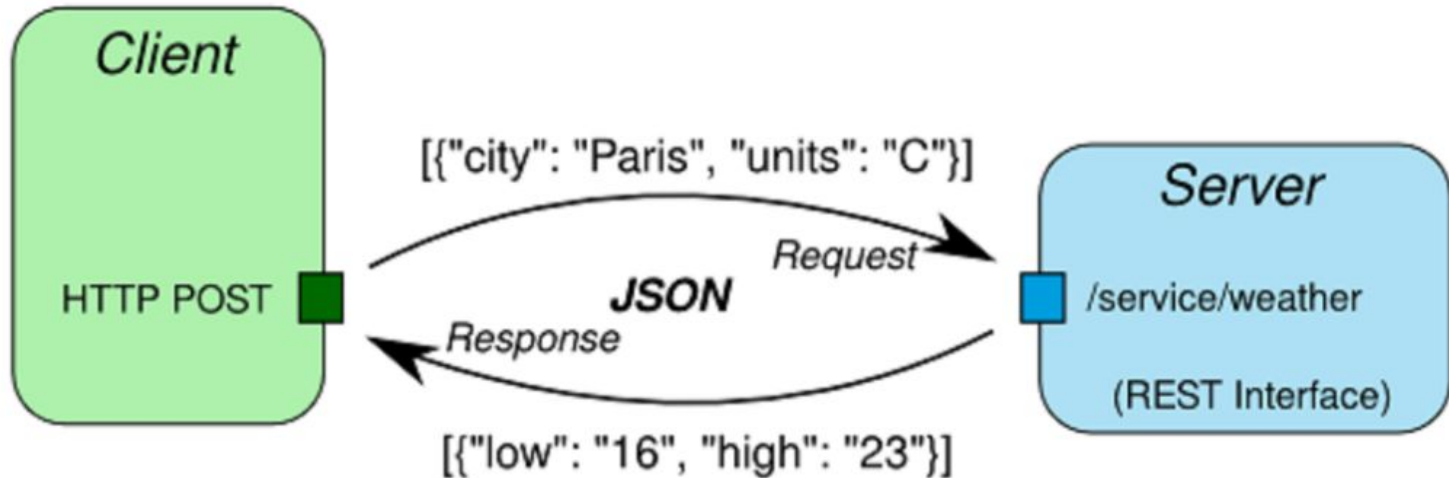 Client
[{"city": "Paris", "units": "C"}]
Server
Request
HTTP POST
JSON
/service/weather
Response
(REST Interface)
[{"low": "16", "high": "23"}]